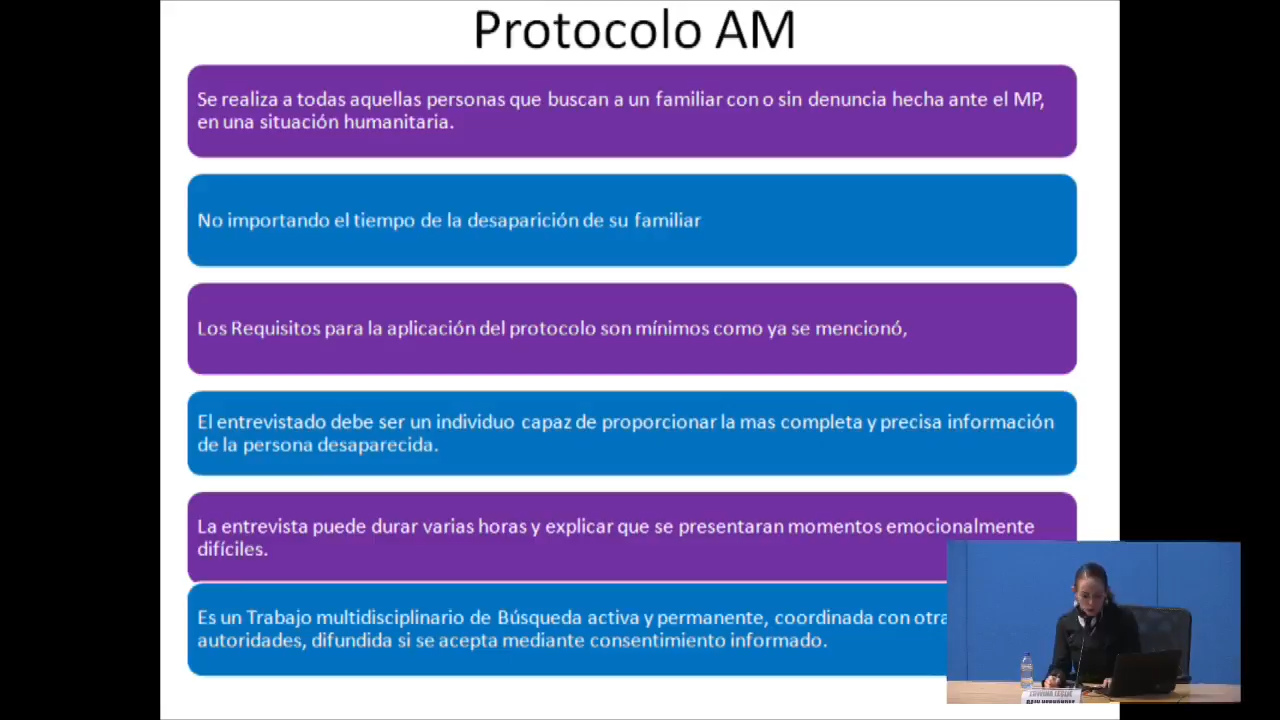 Protocolo AM
Se realiza a todas aquellas personas que buscan a un familiar con o sin denuncia hecha ante el MP,
en una situación humanitaria.
No importando el tiempo de la desaparición de su familiar
Los Requisitos para la aplicación del protocolo son mínimos como ya se mencionó,
El entrevistado debe ser un individuo capaz de proporcionar la mas completa y precisa información
de la persona desaparecida.
La entrevista puede durar varias horas y explicar que se presentaran momentos emocionalmente
difíciles.
Es un Trabajo multidisciplinario de Búsqueda activa y permanente, coordinada con otra
autoridades, difundida si se acepta mediante consentimiento informado.